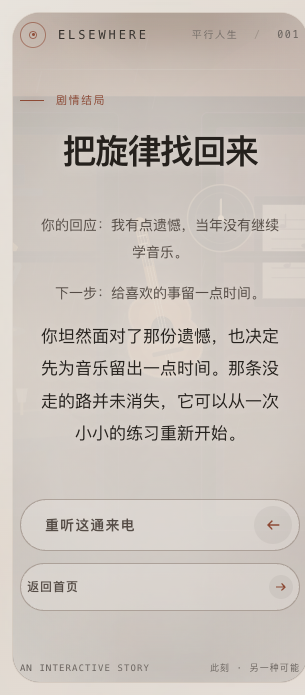 ELSEWHERE 平行人生 / 001
剧情结局
把旋律找回来
你的回应：我有点遗憾，当年没有继续
学音乐。
下一步：给喜欢的事留一点时间。
你坦然面对了那份遗憾，也决定
先为音乐留出一点时间。那条没
走的路并未消失，它可以从一次
小小的练习重新开始。
重听这通来电
返回首页
AN INTERACTIVE STORY 此刻 · 另一种可能